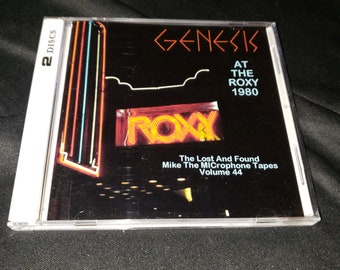 2 DISCS
GENESIS
AT
THE
ROXY
1980
ROXY
The Lost And Found
Mike The MiCrophone Tapes
Volume 44